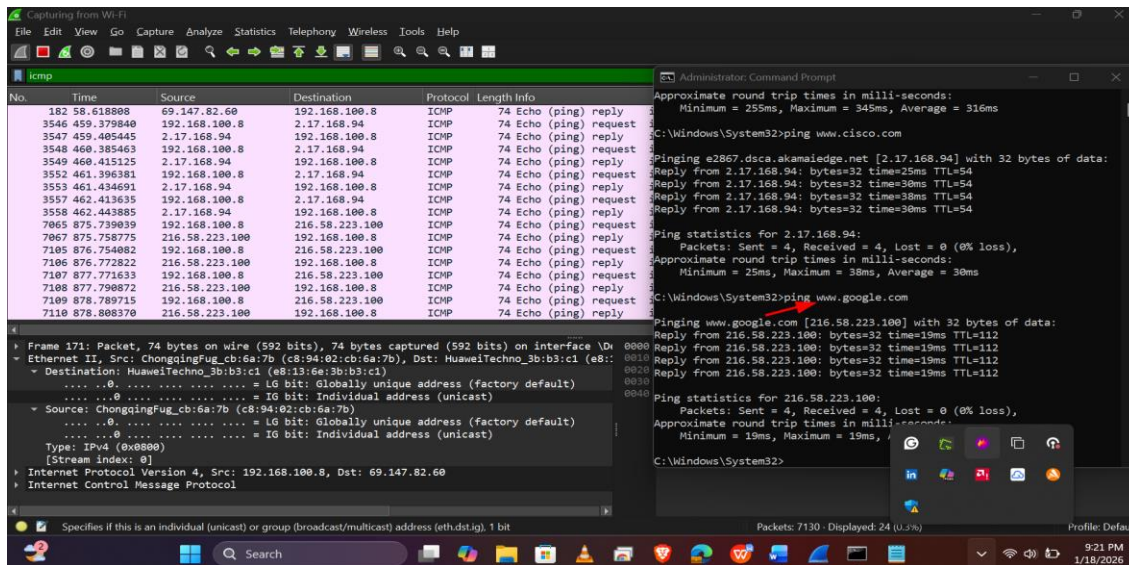 Capturing from Wi-Fi
File Edit View Go Capture Analyze Statistics Telephony Wireless Tools Help
icmp
No. Time Source Destination Protocol Length Info
182 58.618808 69.147.82.60 192.168.100.8 ICMP 74 Echo (ping) reply
3546 459.379840 192.168.100.8 2.17.168.94 ICMP 74 Echo (ping) request
3547 459.405445 2.17.168.94 192.168.100.8 ICMP 74 Echo (ping) reply
3548 460.385463 192.168.100.8 2.17.168.94 ICMP 74 Echo (ping) request
3549 460.415125 2.17.168.94 192.168.100.8 ICMP 74 Echo (ping) reply
3552 461.396381 192.168.100.8 2.17.168.94 ICMP 74 Echo (ping) request
3553 461.434691 2.17.168.94 192.168.100.8 ICMP 74 Echo (ping) reply
3557 462.413635 192.168.100.8 2.17.168.94 ICMP 74 Echo (ping) request
3558 462.443885 2.17.168.94 192.168.100.8 ICMP 74 Echo (ping) reply
7065 875.739039 192.168.100.8 216.58.223.100 ICMP 74 Echo (ping) request
7067 875.758775 216.58.223.100 192.168.100.8 ICMP 74 Echo (ping) reply
7105 876.754082 192.168.100.8 216.58.223.100 ICMP 74 Echo (ping) request
7106 876.772822 216.58.223.100 192.168.100.8 ICMP 74 Echo (ping) reply
7107 877.771633 192.168.100.8 216.58.223.100 ICMP 74 Echo (ping) request
7108 877.790872 216.58.223.100 192.168.100.8 ICMP 74 Echo (ping) reply
7109 878.789715 192.168.100.8 216.58.223.100 ICMP 74 Echo (ping) request
7110 878.808370 216.58.223.100 192.168.100.8 ICMP 74 Echo (ping) reply
Frame 171: Packet, 74 bytes on wire (592 bits), 74 bytes captured (592 bits) on interface \De
Ethernet II, Src: ChongqingFug_cb:6a:7b (c8:94:02:cb:6a:7b), Dst: HuaweiTechno_3b:b3:c1 (e8:
Destination: HuaweiTechno_3b:b3:c1 (e8:13:6e:3b:b3:c1)
.... ..0. .... .... .... .... = LG bit: Globally unique address (factory default)
.... ...0 .... .... .... .... = IG bit: Individual address (unicast)
Source: ChongqingFug_cb:6a:7b (c8:94:02:cb:6a:7b)
.... ..0. .... .... .... .... = LG bit: Globally unique address (factory default)
.... ...0 .... .... .... .... = IG bit: Individual address (unicast)
Type: IPv4 (0x0800)
[Stream index: 0]
Internet Protocol Version 4, Src: 192.168.100.8, Dst: 69.147.82.60
Internet Control Message Protocol
0000
0010
0020
0030
0040
Administrator: Command Prompt
Approximate round trip times in milli-seconds:
Minimum = 255ms, Maximum = 345ms, Average = 316ms
C:\Windows\System32>ping www.cisco.com
Pinging e2867.dsca.akamaiedge.net [2.17.168.94] with 32 bytes of data:
Reply from 2.17.168.94: bytes=32 time=25ms TTL=54
Reply from 2.17.168.94: bytes=32 time=30ms TTL=54
Reply from 2.17.168.94: bytes=32 time=38ms TTL=54
Reply from 2.17.168.94: bytes=32 time=30ms TTL=54
Ping statistics for 2.17.168.94:
Packets: Sent = 4, Received = 4, Lost = 0 (0% loss),
Approximate round trip times in milli-seconds:
Minimum = 25ms, Maximum = 38ms, Average = 30ms
C:\Windows\System32>ping www.google.com
Pinging www.google.com [216.58.223.100] with 32 bytes of data:
Reply from 216.58.223.100: bytes=32 time=19ms TTL=112
Reply from 216.58.223.100: bytes=32 time=19ms TTL=112
Reply from 216.58.223.100: bytes=32 time=19ms TTL=112
Reply from 216.58.223.100: bytes=32 time=19ms TTL=112
Ping statistics for 216.58.223.100:
Packets: Sent = 4, Received = 4, Lost = 0 (0% loss),
Approximate round trip times in milli-seconds:
Minimum = 19ms, Maximum = 19ms,
C:\Windows\System32>
Specifies if this is an individual (unicast) or group (broadcast/multicast) address (eth.dst.ig), 1 bit
Packets: 7130 · Displayed: 24 (0.3%)
Profile: Defau
Search
9:21 PM
1/18/2026